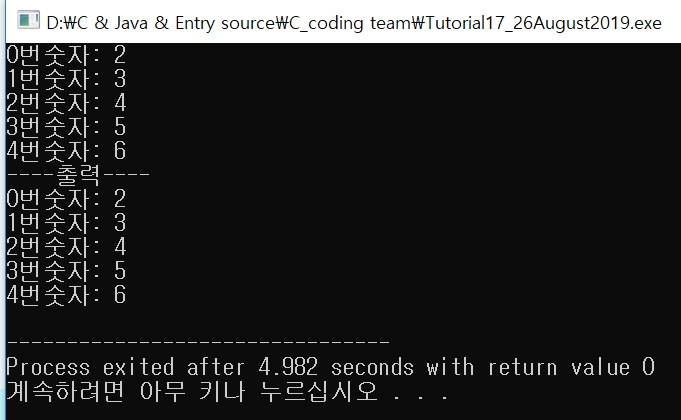 D:₩C & Java & Entry source₩C_coding team₩Tutorial17_26August2019.exe
0번숫자: 2
1번숫자: 3
2번숫자: 4
3번숫자: 5
4번숫자: 6
----출력----
0번숫자: 2
1번숫자: 3
2번숫자: 4
3번숫자: 5
4번숫자: 6
--------------------------------
Process exited after 4.982 seconds with return value 0
계속하려면 아무 키나 누르십시오 . . .